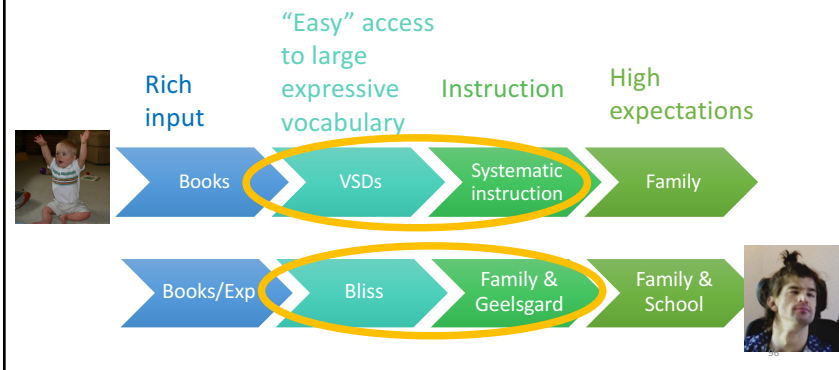 Rich
input
“Easy” access
to large
expressive
vocabulary
Instruction
High
expectations
Books
VSDs
Systematic
instruction
Family
Books/Exp
Bliss
Family &
Geelsgard
Family &
School
96